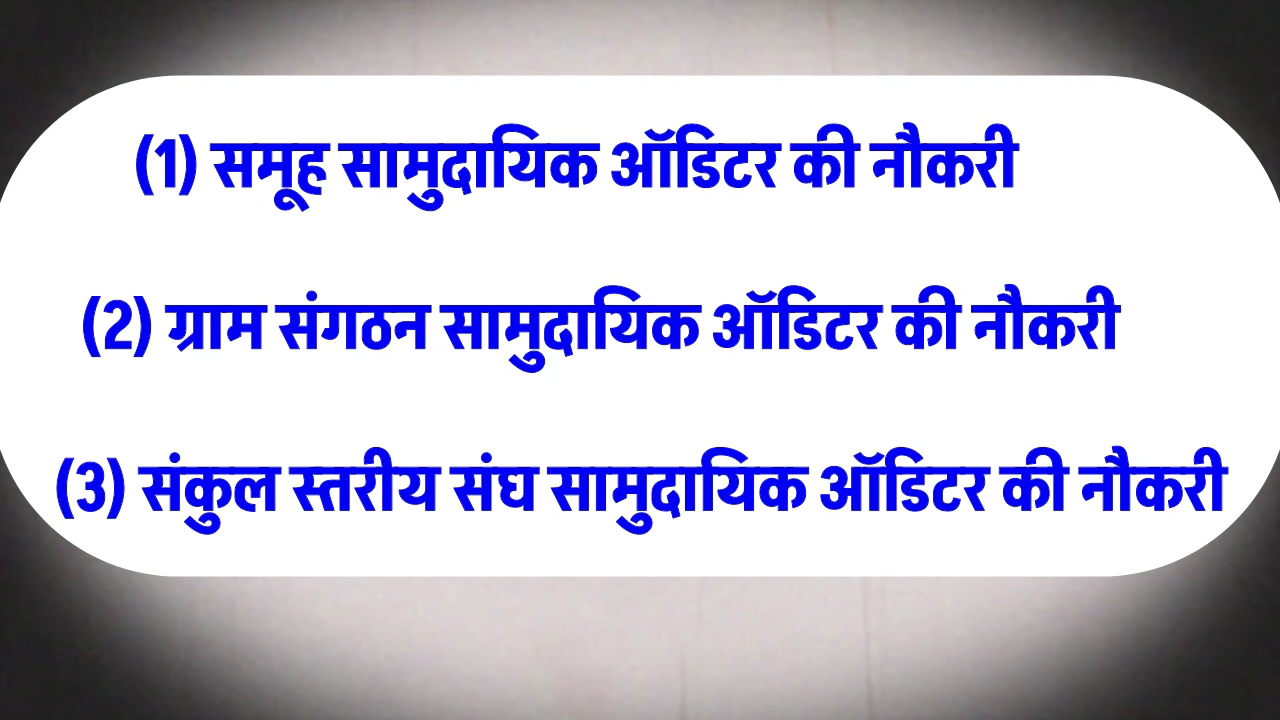 (1) समूह सामुदायिक ऑडिटर की नौकरी
(2) ग्राम संगठन सामुदायिक ऑडिटर की नौकरी
(3) संकुल स्तरीय संघ सामुदायिक ऑडिटर की नौकरी